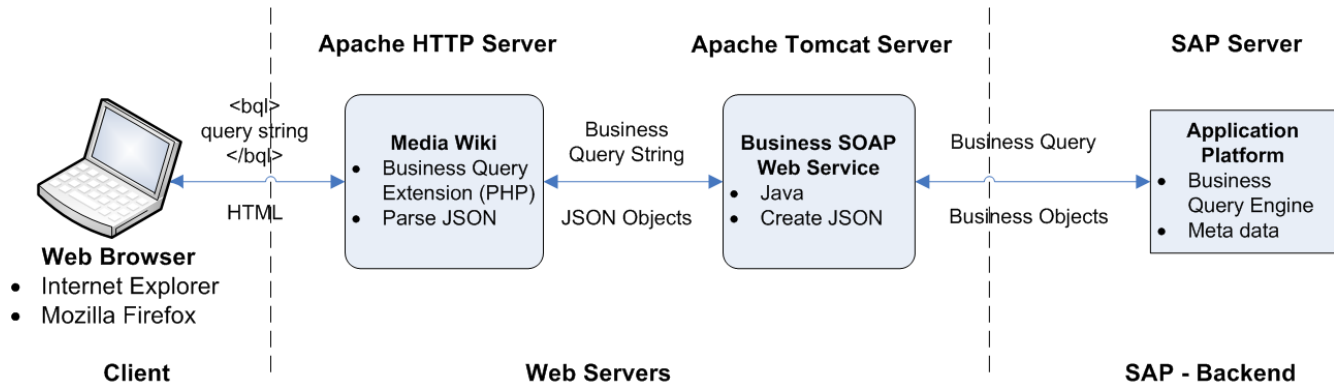 Apache HTTP Server
Apache Tomcat Server
SAP Server
<bql>
query string
</bql>
HTML
Web Browser
• Internet Explorer
• Mozilla Firefox
Media Wiki
• Business Query
Extension (PHP)
• Parse JSON
Business
Query String
JSON Objects
Business SOAP
Web Service
• Java
• Create JSON
Business Query
Business Objects
Application
Platform
• Business
Query Engine
• Meta data
Client
Web Servers
SAP - Backend